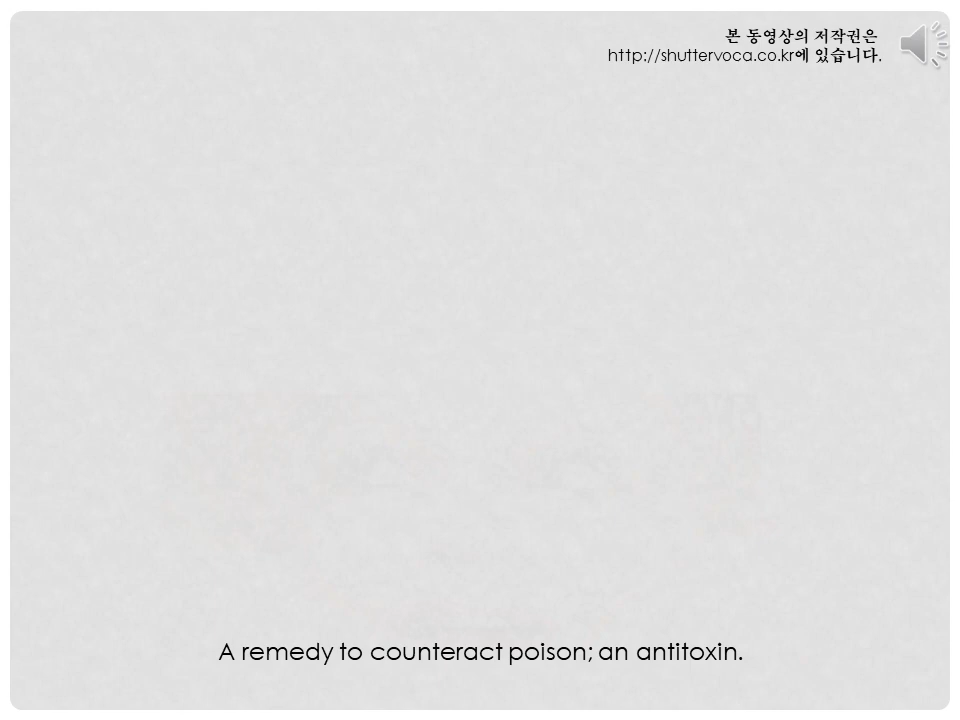 본 동영상의 저작권은
http://shuttervoca.co.kr에 있습니다.
A remedy to counteract poison; an antitoxin.